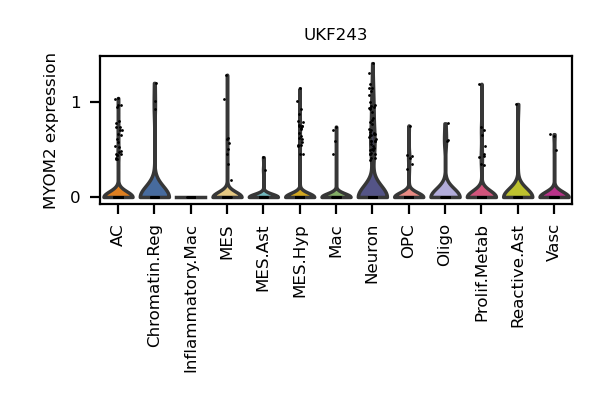 UKF243
MYOM2 expression
1
0
AC
Chromatin.Reg
Inflammatory.Mac
MES
MES.Ast
MES.Hyp
Mac
Neuron
OPC
Oligo
Prolif.Metab
Reactive.Ast
Vasc